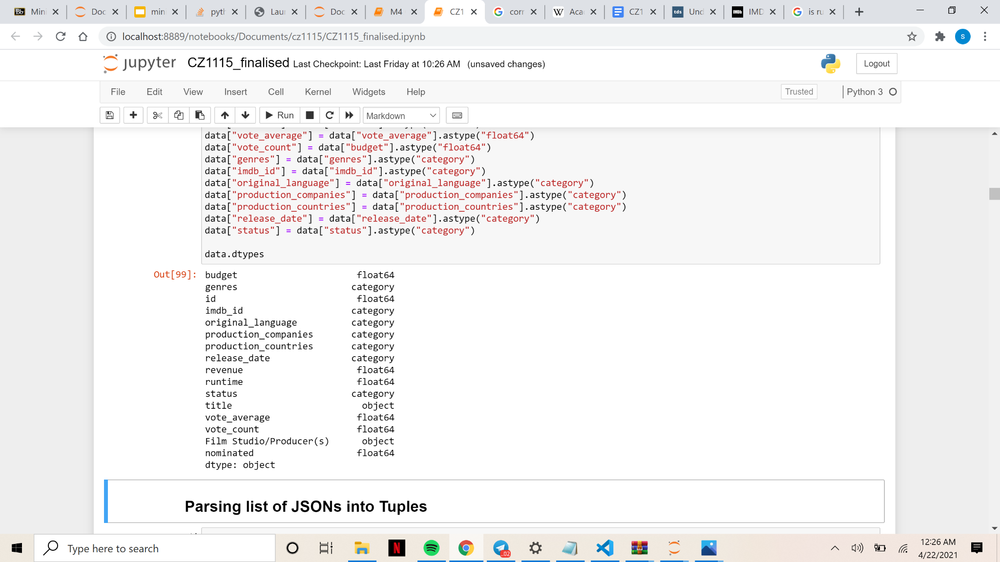 Bb Mini Doc min pyth Laun Doc M4 CZ1 corr W Aca CZ1 tds Und IMDb IMD is ru
localhost:8889/notebooks/Documents/cz1115/CZ1115_finalised.ipynb S
jupyter CZ1115_finalised Last Checkpoint: Last Friday at 10:26 AM (unsaved changes) Logout
File Edit View Insert Cell Kernel Widgets Help Trusted Python 3
Run Markdown
data["vote_average"] = data["vote_average"].astype("float64")
data["vote_count"] = data["budget"].astype("float64")
data["genres"] = data["genres"].astype("category")
data["imdb_id"] = data["imdb_id"].astype("category")
data["original_language"] = data["original_language"].astype("category")
data["production_companies"] = data["production_companies"].astype("category")
data["production_countries"] = data["production_countries"].astype("category")
data["release_date"] = data["release_date"].astype("category")
data["status"] = data["status"].astype("category")
data.dtypes
Out[99]: budget float64
genres category
id float64
imdb_id category
original_language category
production_companies category
production_countries category
release_date category
revenue float64
runtime float64
status category
title object
vote_average float64
vote_count float64
Film Studio/Producer(s) object
nominated float64
dtype: object
Parsing list of JSONs into Tuples
Type here to search N ..02 12:26 AM
4/22/2021